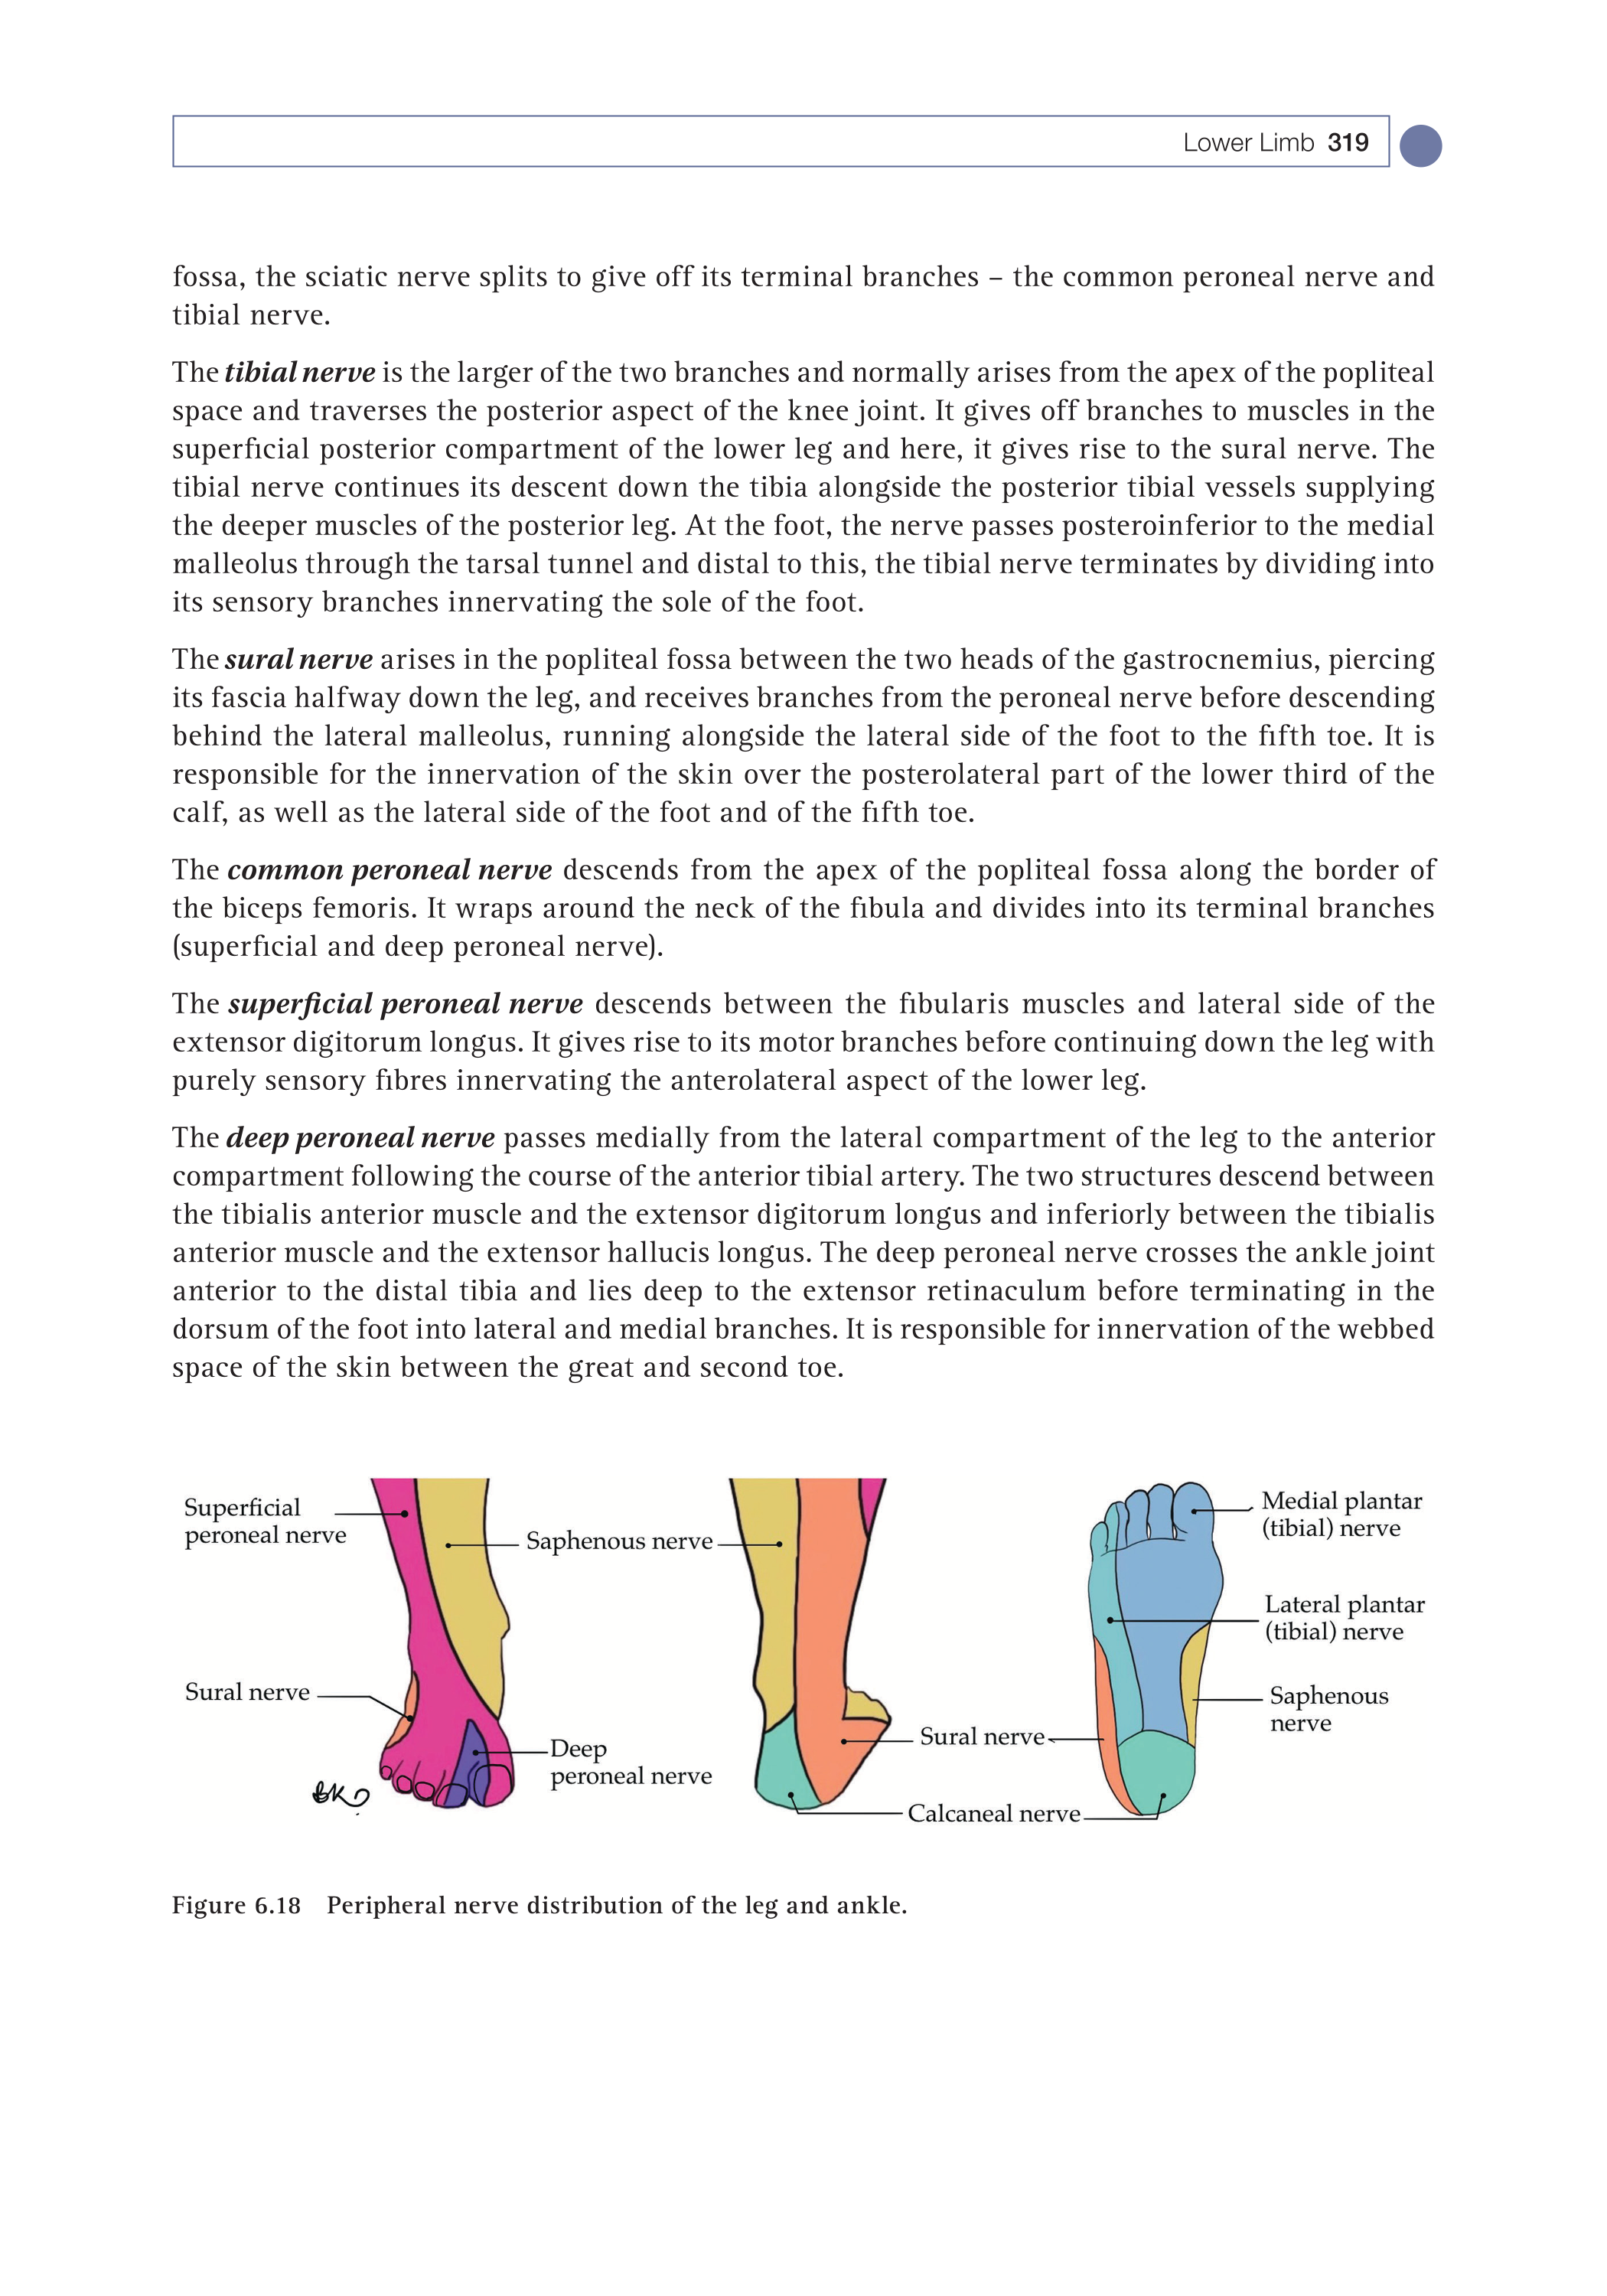 Lower Limb 319
fossa, the sciatic nerve splits to give off its terminal branches – the common peroneal nerve and
tibial nerve.
The tibial nerve is the larger of the two branches and normally arises from the apex of the popliteal
space and traverses the posterior aspect of the knee joint. It gives off branches to muscles in the
superficial posterior compartment of the lower leg and here, it gives rise to the sural nerve. The
tibial nerve continues its descent down the tibia alongside the posterior tibial vessels supplying
the deeper muscles of the posterior leg. At the foot, the nerve passes posteroinferior to the medial
malleolus through the tarsal tunnel and distal to this, the tibial nerve terminates by dividing into
its sensory branches innervating the sole of the foot.
The sural nerve arises in the popliteal fossa between the two heads of the gastrocnemius, piercing
its fascia halfway down the leg, and receives branches from the peroneal nerve before descending
behind the lateral malleolus, running alongside the lateral side of the foot to the fifth toe. It is
responsible for the innervation of the skin over the posterolateral part of the lower third of the
calf, as well as the lateral side of the foot and of the fifth toe.
The common peroneal nerve descends from the apex of the popliteal fossa along the border of
the biceps femoris. It wraps around the neck of the fibula and divides into its terminal branches
(superficial and deep peroneal nerve).
The superficial peroneal nerve descends between the fibularis muscles and lateral side of the
extensor digitorum longus. It gives rise to its motor branches before continuing down the leg with
purely sensory fibres innervating the anterolateral aspect of the lower leg.
The deep peroneal nerve passes medially from the lateral compartment of the leg to the anterior
compartment following the course of the anterior tibial artery. The two structures descend between
the tibialis anterior muscle and the extensor digitorum longus and inferiorly between the tibialis
anterior muscle and the extensor hallucis longus. The deep peroneal nerve crosses the ankle joint
anterior to the distal tibia and lies deep to the extensor retinaculum before terminating in the
dorsum of the foot into lateral and medial branches. It is responsible for innervation of the webbed
space of the skin between the great and second toe.
Superficial
peroneal nerve
Saphenous nerve
Sural nerve
Deep
peroneal nerve
Sural nerve
Calcaneal nerve
Medial plantar
(tibial) nerve
Lateral plantar
(tibial) nerve
Saphenous
nerve
Figure 6.18 Peripheral nerve distribution of the leg and ankle.